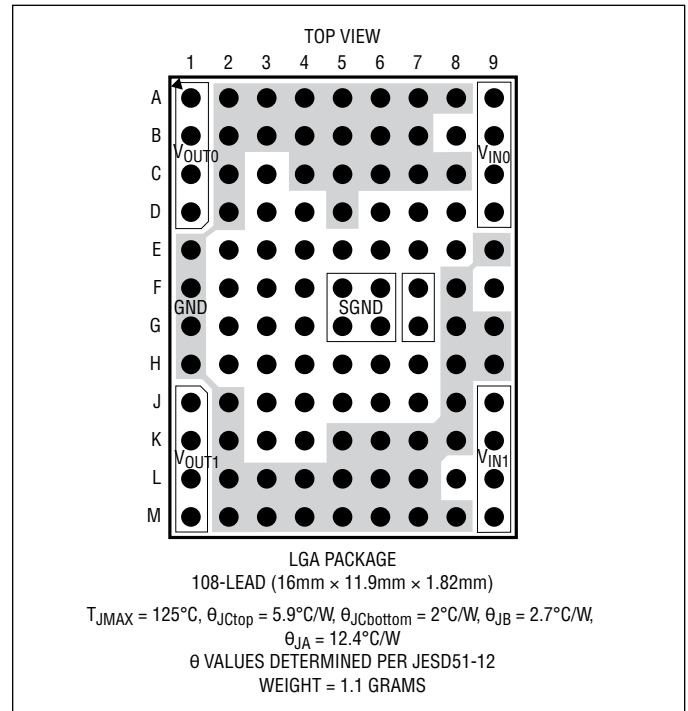 TOP VIEW
1 2 3 4 5 6 7 8 9
A
B
VOUT0 VIN0
C
D
E
F
GND SGND
G
H
J
K
VOUT1 VIN1
L
M
LGA PACKAGE
108-LEAD (16mm × 11.9mm × 1.82mm)
TJMAX = 125°C, θJCtop = 5.9°C/W, θJCbottom = 2°C/W, θJB = 2.7°C/W,
θJA = 12.4°C/W
θ VALUES DETERMINED PER JESD51-12
WEIGHT = 1.1 GRAMS